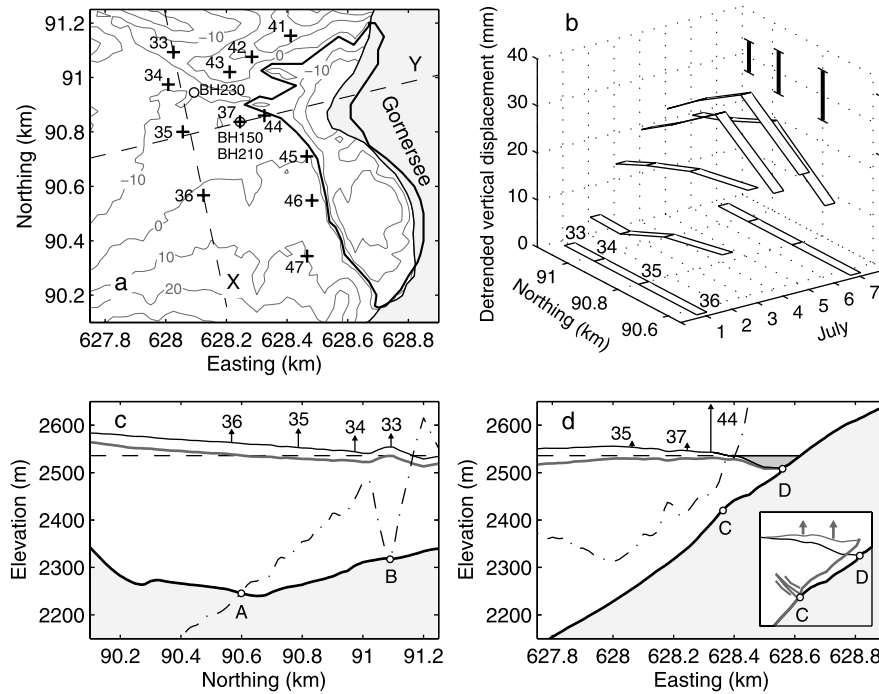 91.2
91
90.8
90.6
90.4
90.2
Northing (km)
a
33
34
35
36
37
41
42
43
44
45
46
47
−10
0
−10
−10
0
10
20
BH230
BH150
BH210
X
Y
Gornersee
627.8 628 628.2 628.4 628.6 628.8
Easting (km)
b
Detrended vertical displacement (mm)
40
30
20
10
0
33
34
35
36
91
90.8
90.6
Northing (km)
1 2 3 4 5 6 7
July
c
2600
2500
2400
2300
2200
Elevation (m)
36 35 34 33
A
B
90.2 90.4 90.6 90.8 91 91.2
Northing (km)
d
2600
2500
2400
2300
2200
Elevation (m)
35 37 44
D
C
D
C
627.8 628 628.2 628.4 628.6 628.8
Easting (km)